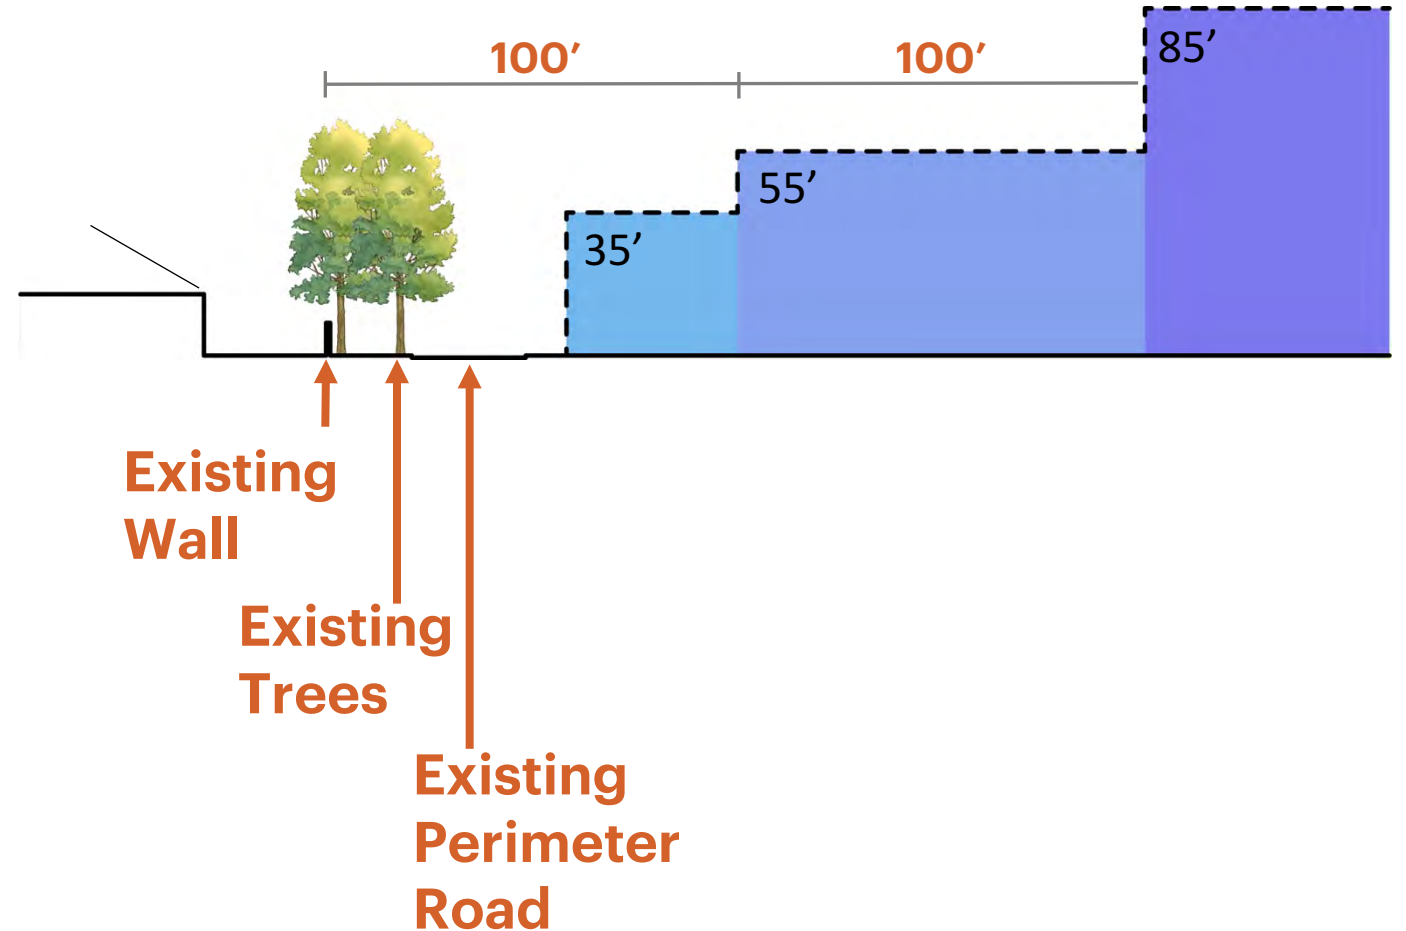 100’
100’
85’
55’
35’
Existing
Wall
Existing
Trees
Existing
Perimeter
Road